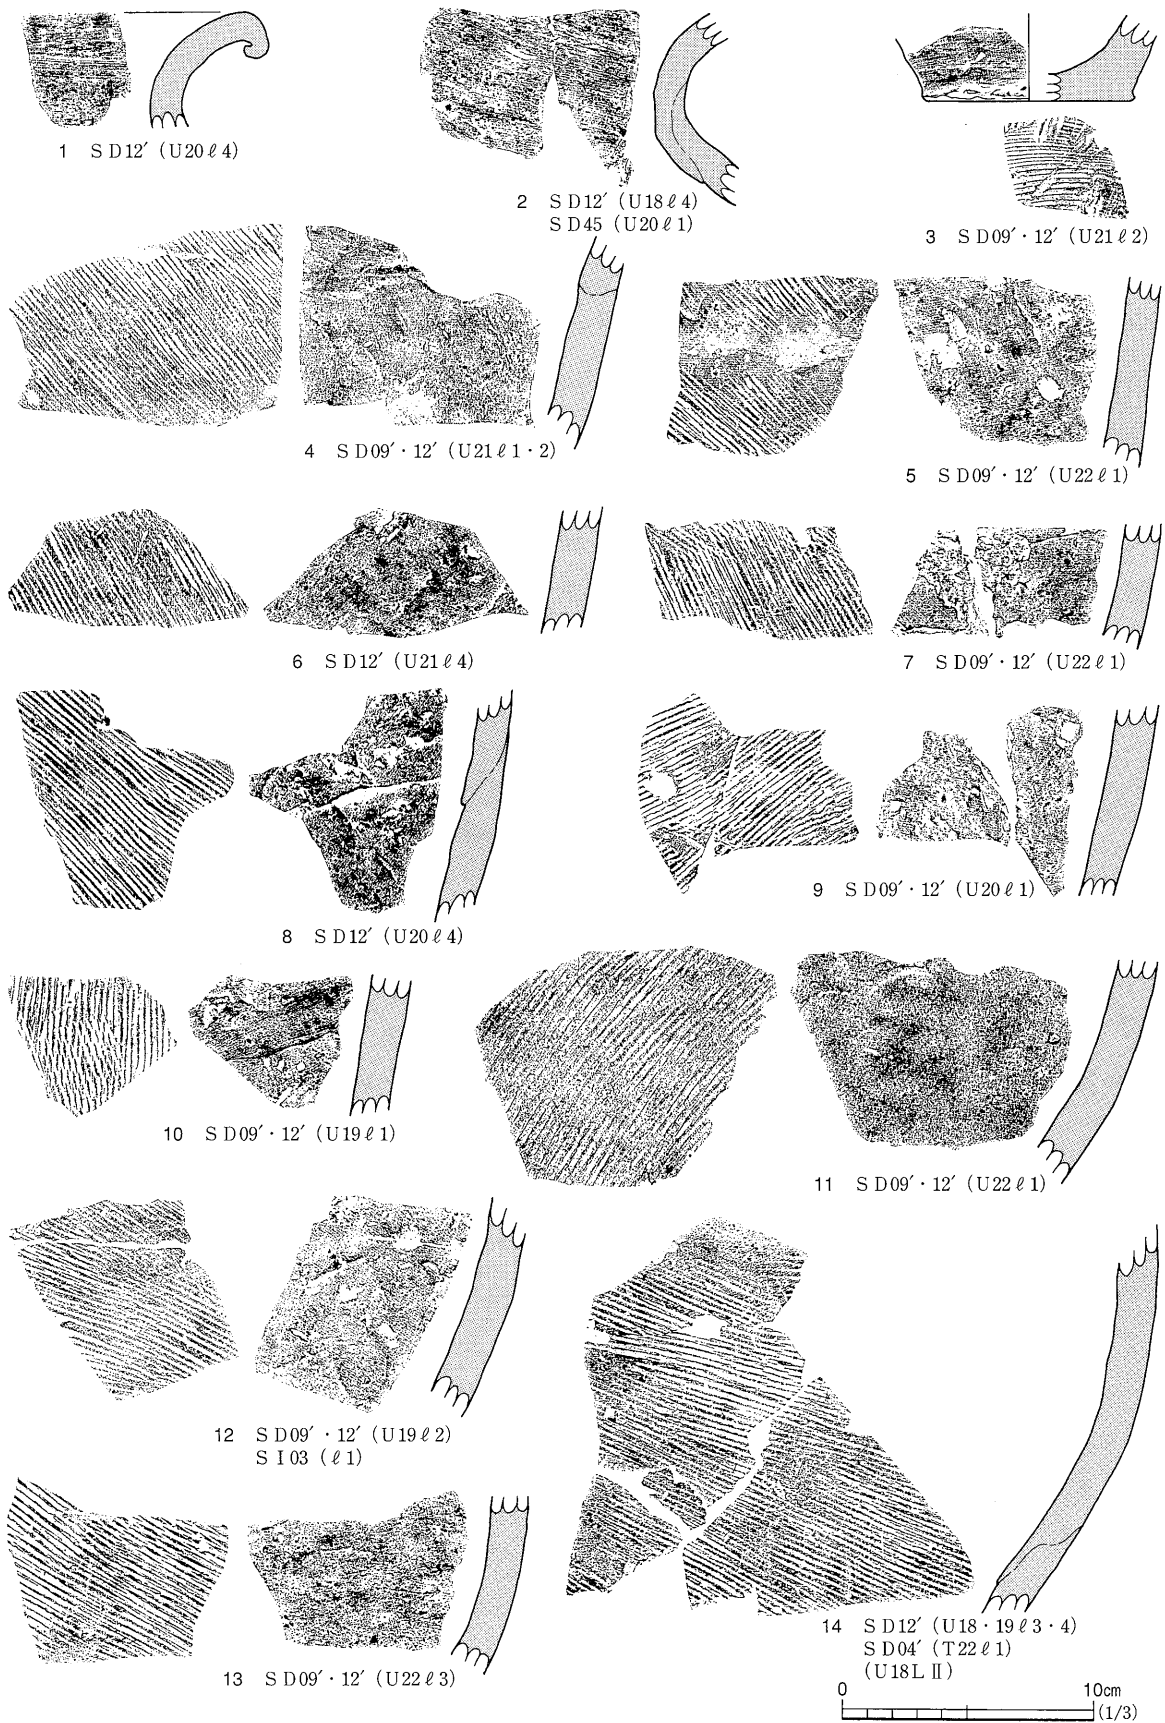 1 SD12′ (U20ℓ4)
2 SD12′ (U18ℓ4)
SD45 (U20ℓ1)
3 SD09′・12′ (U21ℓ2)
4 SD09′・12′ (U21ℓ1・2)
5 SD09′・12′ (U22ℓ1)
6 SD12′ (U21ℓ4)
7 SD09′・12′ (U22ℓ1)
8 SD12′ (U20ℓ4)
9 SD09′・12′ (U20ℓ1)
10 SD09′・12′ (U19ℓ1)
11 SD09′・12′ (U22ℓ1)
12 SD09′・12′ (U19ℓ2)
SI03 (ℓ1)
13 SD09′・12′ (U22ℓ3)
14 SD12′ (U18・19ℓ3・4)
SD04′ (T22ℓ1)
(U18LⅡ)
0 10cm
(1/3)